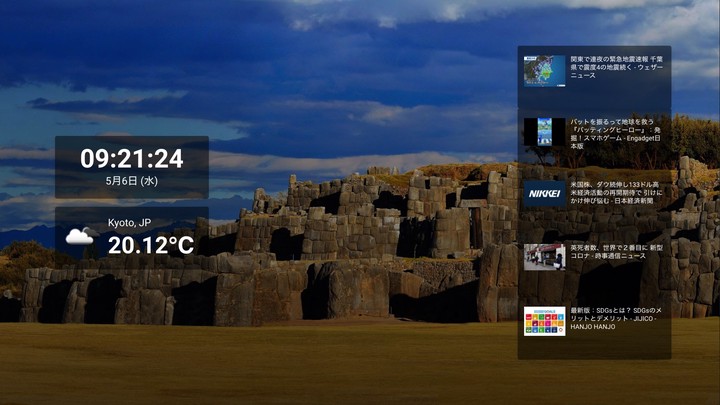 09:21:24
5月6日 (水)
Kyoto, JP
20.12°C
関東で連夜の緊急地震速報 千葉
県で震度4の地震続く - ウェザー
ニュース
バットを振るって地球を救う
『バッティングヒーロー』：発
掘！スマホゲーム - Engadget日
本版
NIKKEI
米国株、ダウ続伸し133ドル高
米経済活動の再開期待で 引けに
かけ伸び悩む - 日本経済新聞
英死者数、世界で２番目に 新型
コロナ - 時事通信ニュース
最新版：SDGsとは？ SDGsのメ
リットとデメリット - JIJICO -
HANJO HANJO